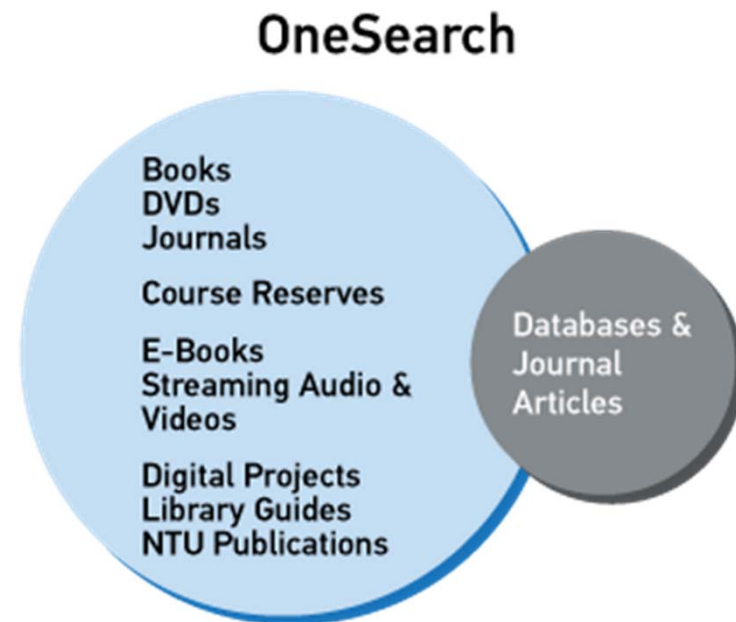 OneSearch
Books
DVDs
Journals
Course Reserves
E-Books
Streaming Audio &
Videos
Digital Projects
Library Guides
NTU Publications
Databases &
Journal
Articles